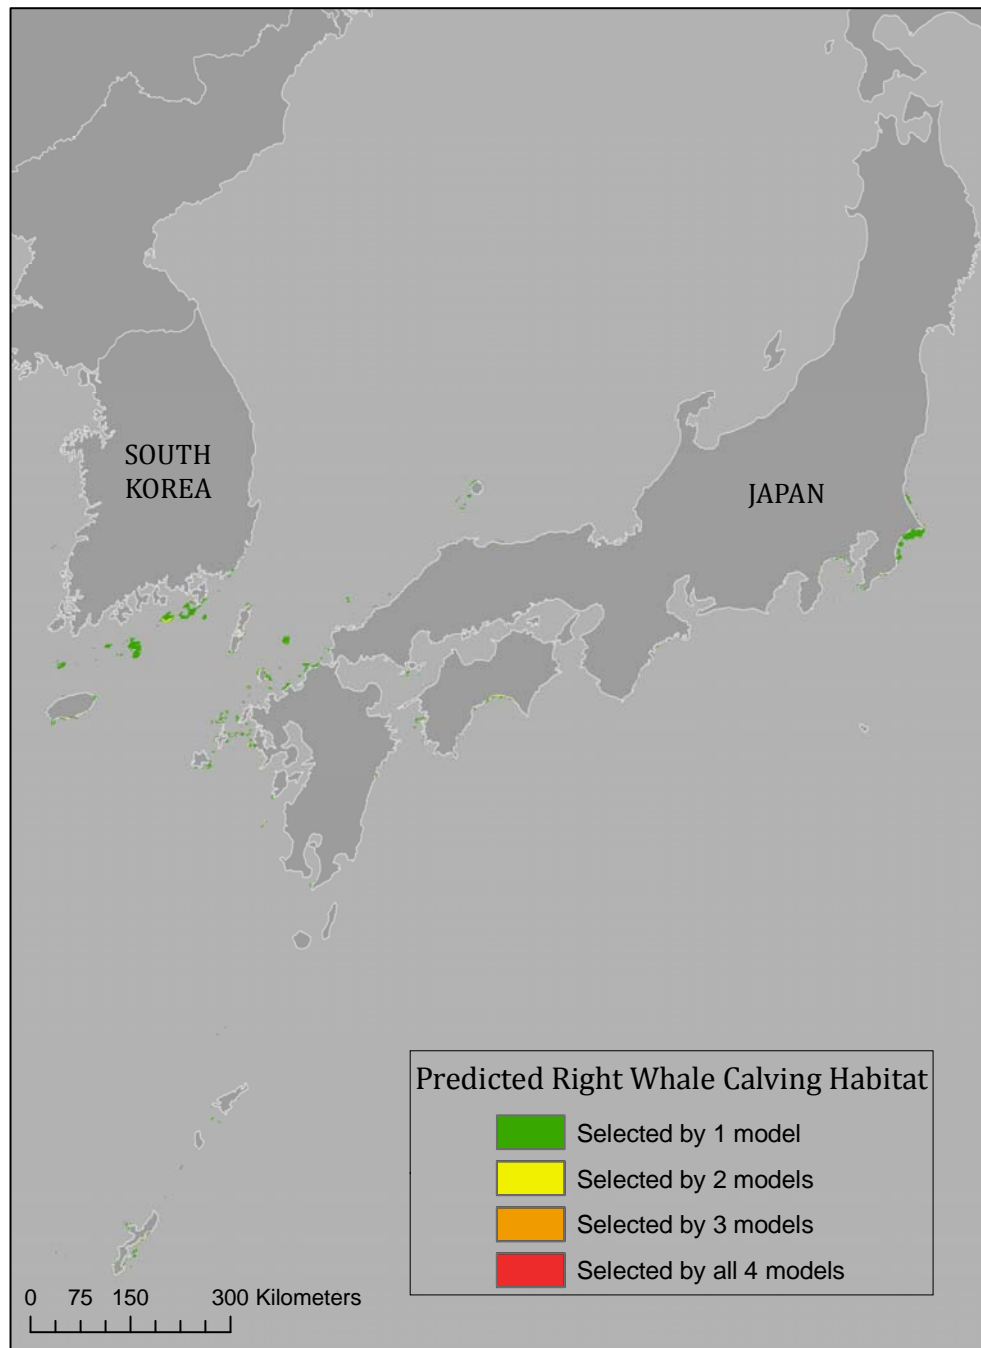 SOUTH
KOREA
JAPAN
Predicted Right Whale Calving Habitat
Selected by 1 model
Selected by 2 models
Selected by 3 models
Selected by all 4 models
0 75 150 300 Kilometers